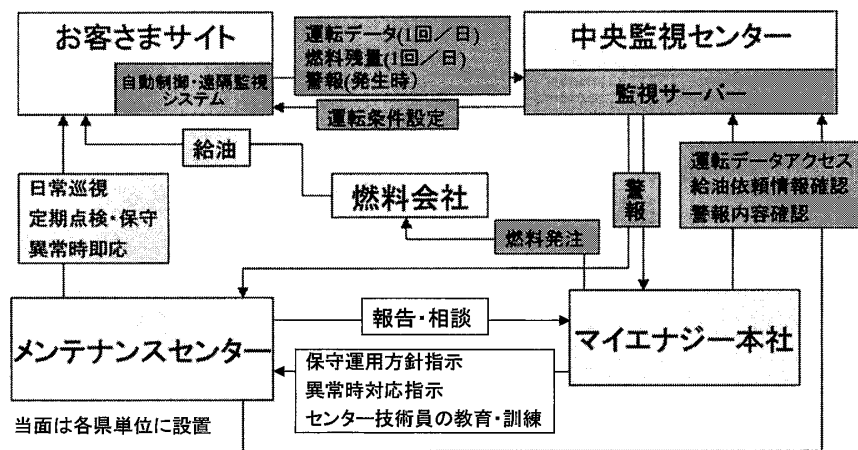 お客さまサイト
自動制御・遠隔監視
システム
運転データ(1回／日)
燃料残量(1回／日)
警報(発生時)
運転条件設定
中央監視センター
監視サーバー
給油
日常巡視
定期点検・保守
異常時即応
燃料会社
燃料発注
警報
運転データアクセス
給油依頼情報確認
警報内容確認
メンテナンスセンター
報告・相談
マイエナジー本社
保守運用方針指示
異常時対応指示
センター技術員の教育・訓練
当面は各県単位に設置